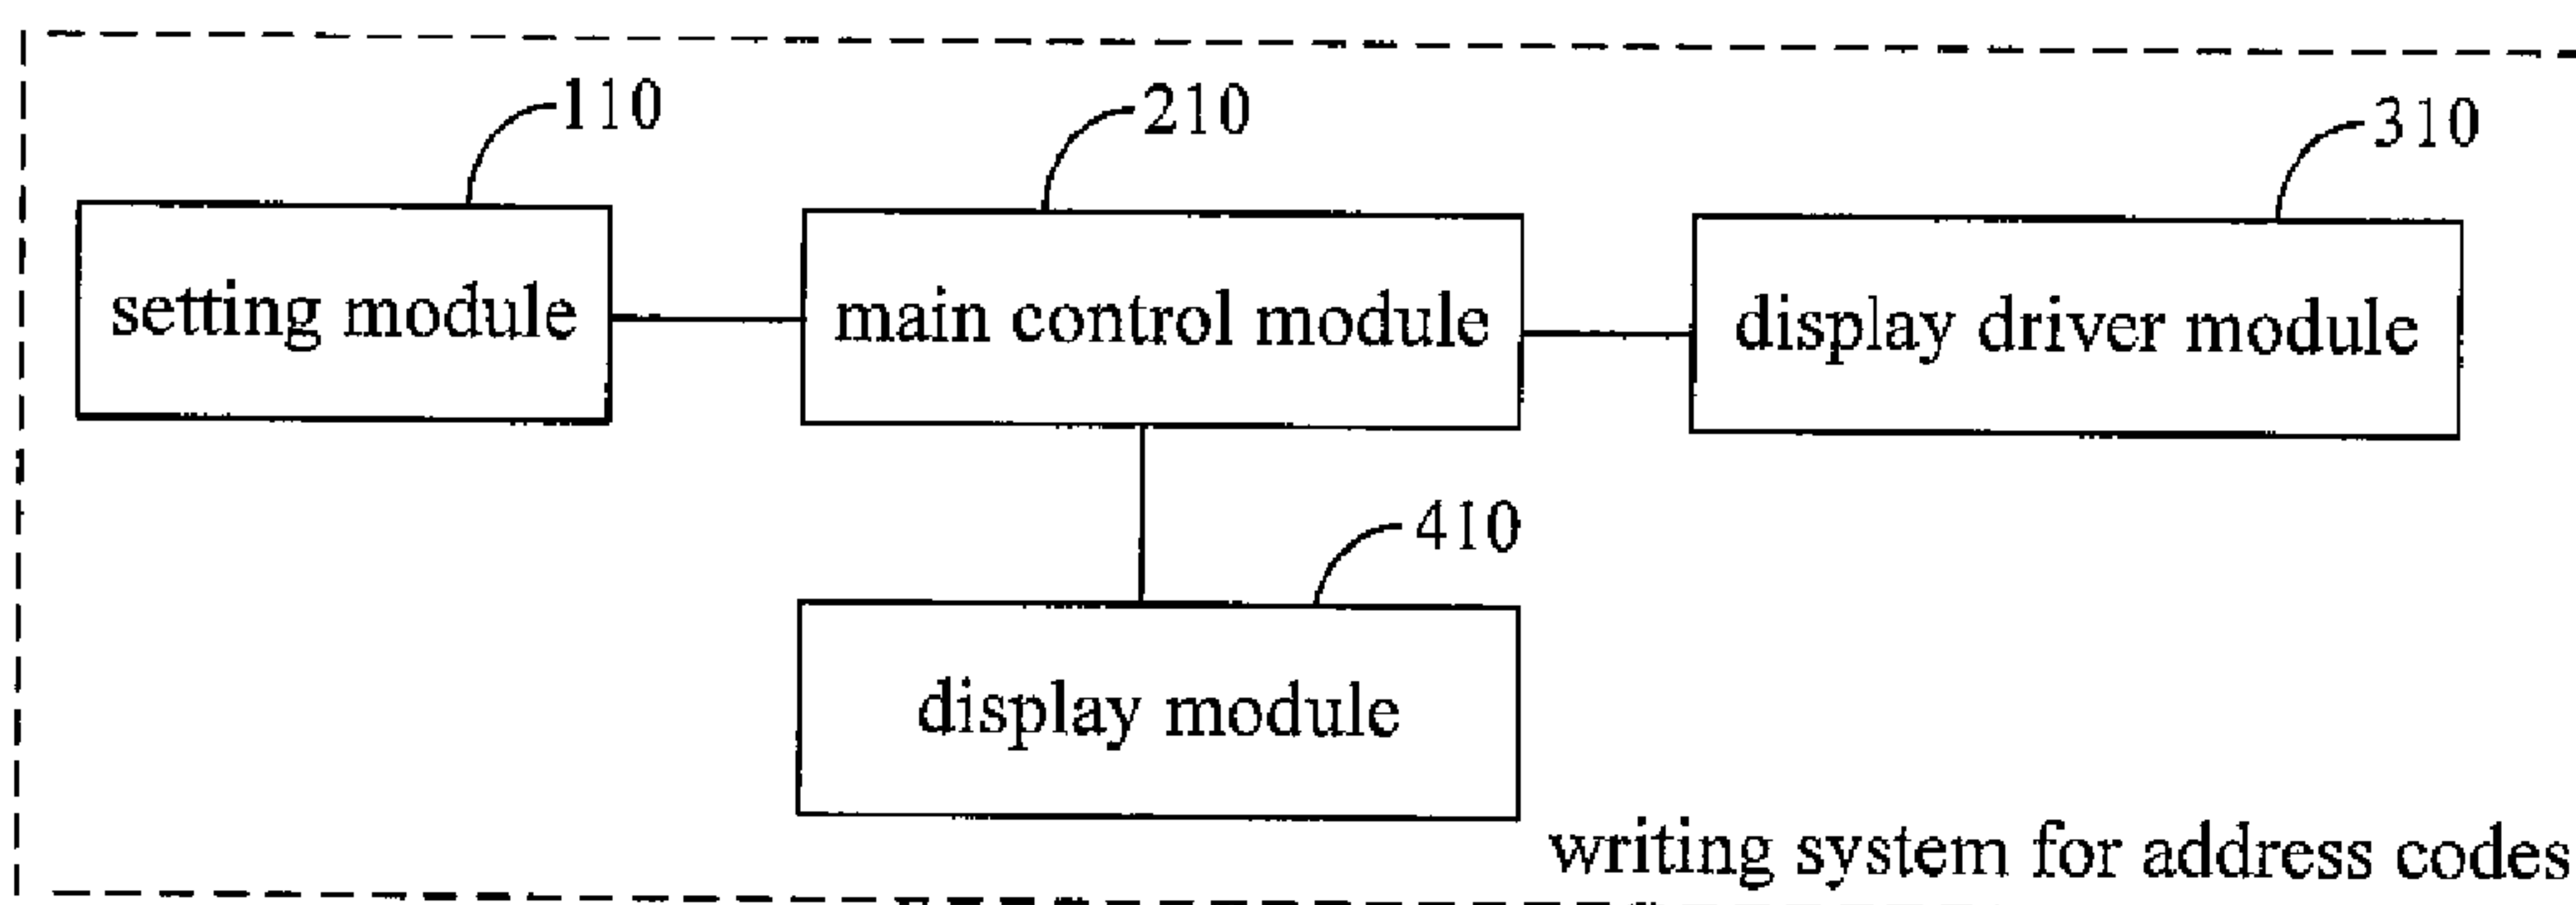 110
210
310
setting module
main control module
display driver module
410
display module
writing system for address codes